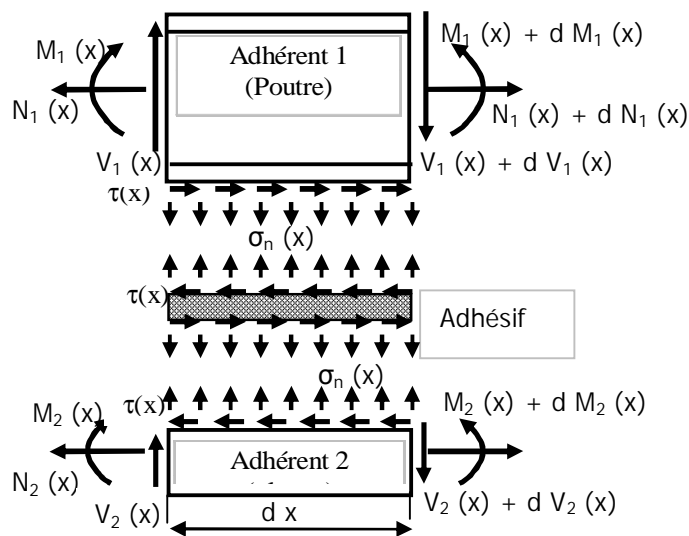 M₁ (x)
N₁ (x)
V₁ (x)
Adhérent 1
(Poutre)
M₁ (x) + d M₁ (x)
N₁ (x) + d N₁ (x)
V₁ (x) + d V₁ (x)
τ(x)
σₙ (x)
τ(x)
Adhésif
σₙ (x)
τ(x)
M₂ (x)
N₂ (x)
V₂ (x)
Adhérent 2
M₂ (x) + d M₂ (x)
V₂ (x) + d V₂ (x)
d x